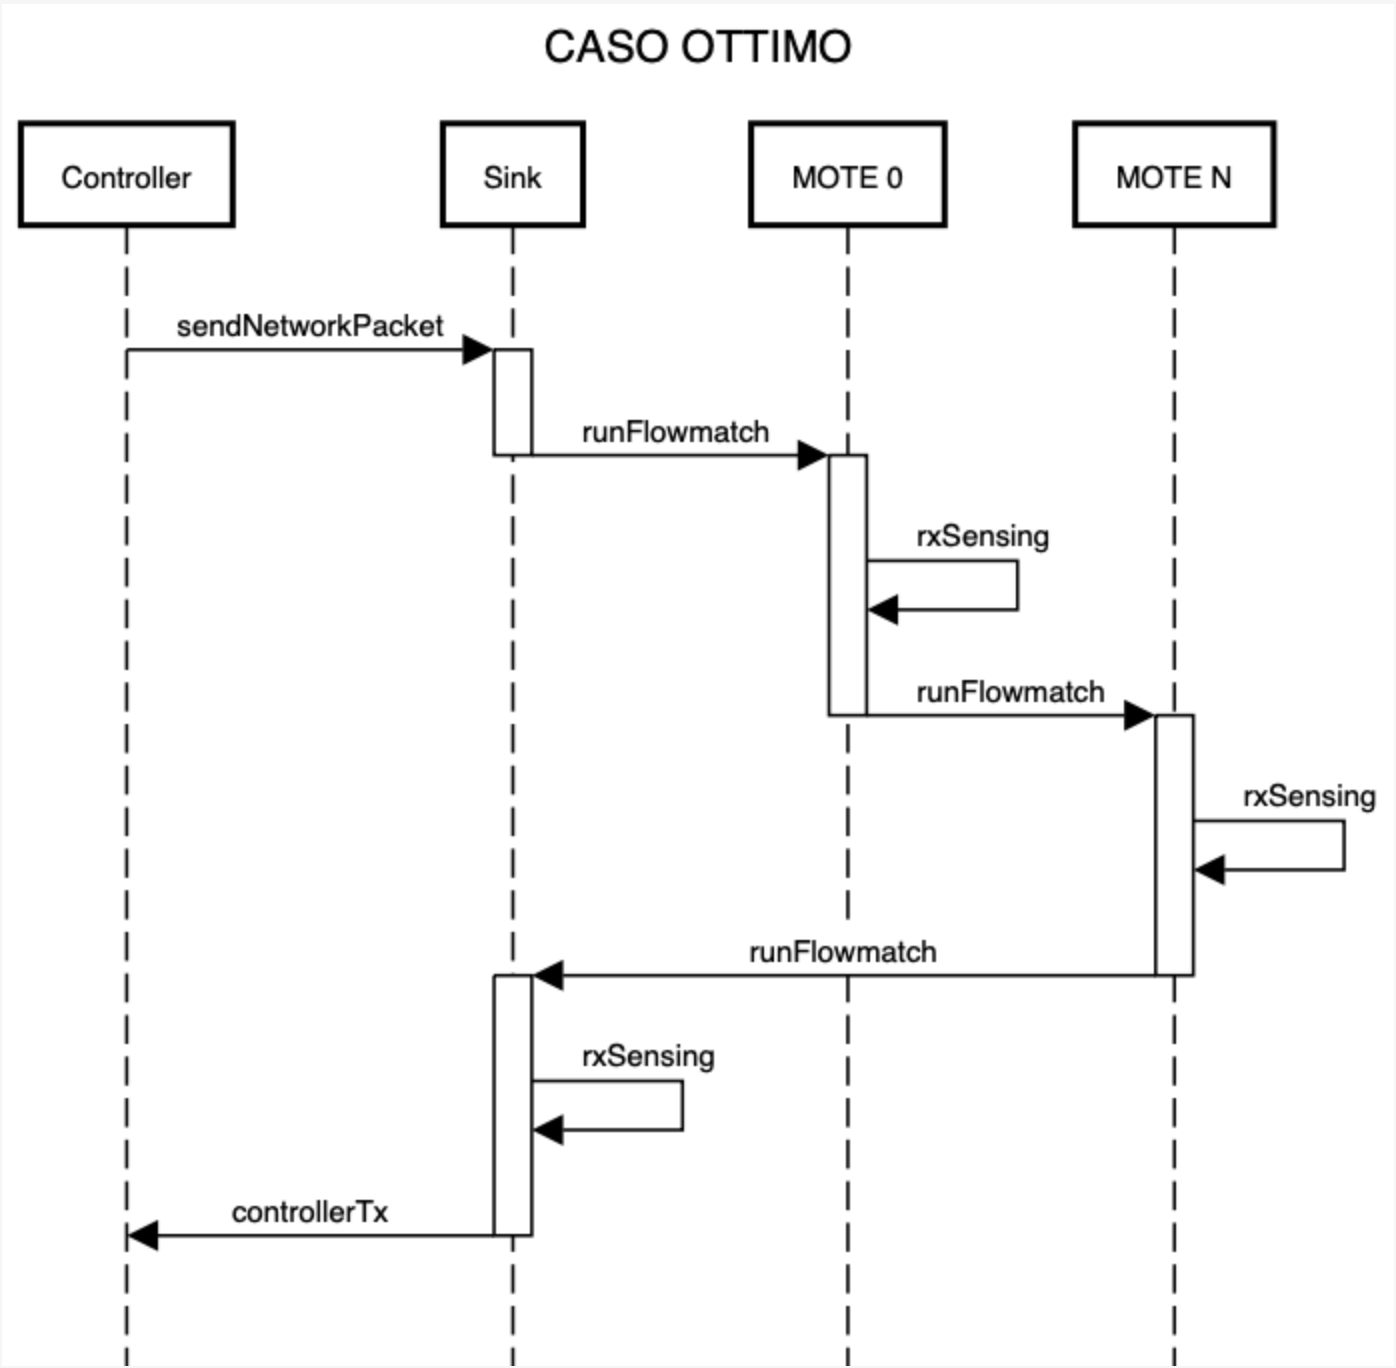 CASO OTTIMO
Controller
Sink
MOTE 0
MOTE N
sendNetworkPacket
runFlowmatch
rxSensing
runFlowmatch
rxSensing
runFlowmatch
rxSensing
controllerTx